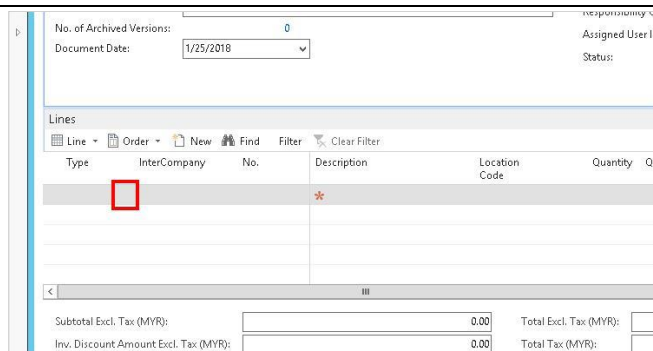 No. of Archived Versions: 0
Assigned User I
Document Date: 1/25/2018
Status:
Lines
Line Order New Find Filter Clear Filter
Type InterCompany No. Description Location Code Quantity Q
*
Subtotal Excl. Tax (MYR): 0.00 Total Excl. Tax (MYR):
Inv. Discount Amount Excl. Tax (MYR): 0.00 Total Tax (MYR):